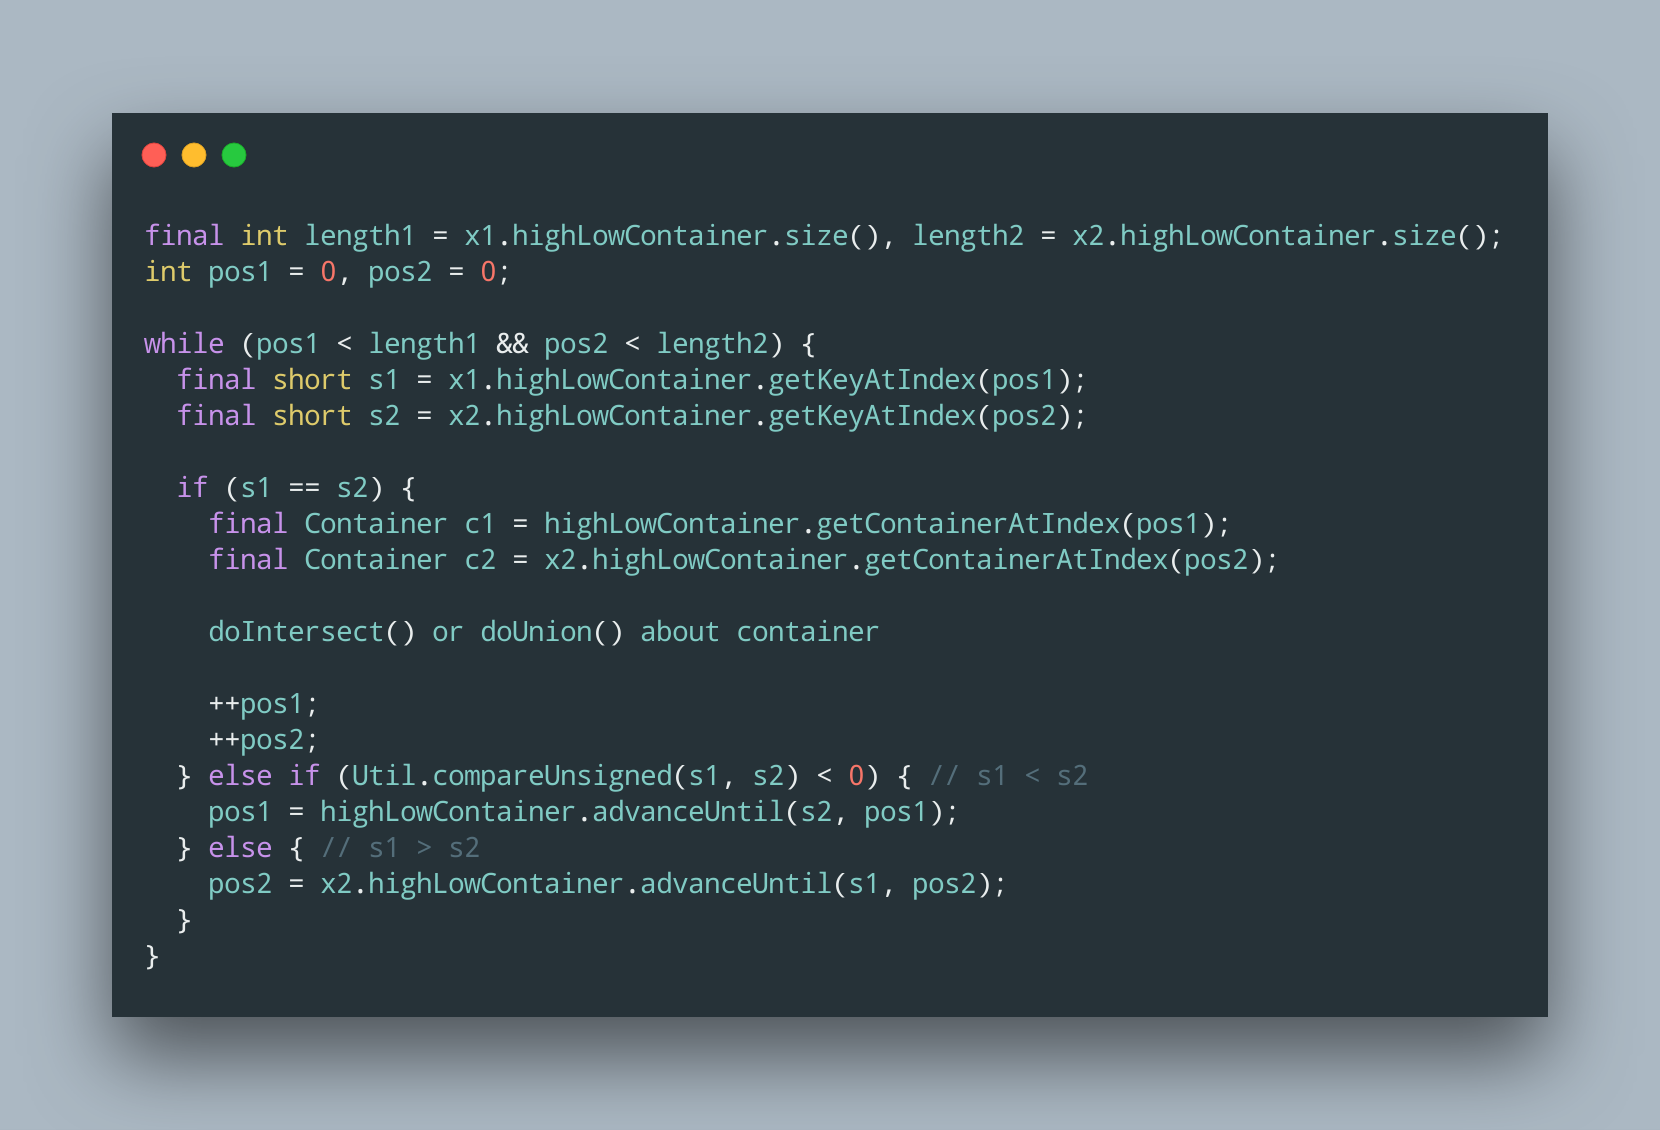 final int length1 = x1.highLowContainer.size(), length2 = x2.highLowContainer.size();
int pos1 = 0, pos2 = 0;
while (pos1 < length1 && pos2 < length2) {
final short s1 = x1.highLowContainer.getKeyAtIndex(pos1);
final short s2 = x2.highLowContainer.getKeyAtIndex(pos2);
if (s1 == s2) {
final Container c1 = highLowContainer.getContainerAtIndex(pos1);
final Container c2 = x2.highLowContainer.getContainerAtIndex(pos2);
doIntersect() or doUnion() about container
++pos1;
++pos2;
} else if (Util.compareUnsigned(s1, s2) < 0) { // s1 < s2
pos1 = highLowContainer.advanceUntil(s2, pos1);
} else { // s1 > s2
pos2 = x2.highLowContainer.advanceUntil(s1, pos2);
}
}